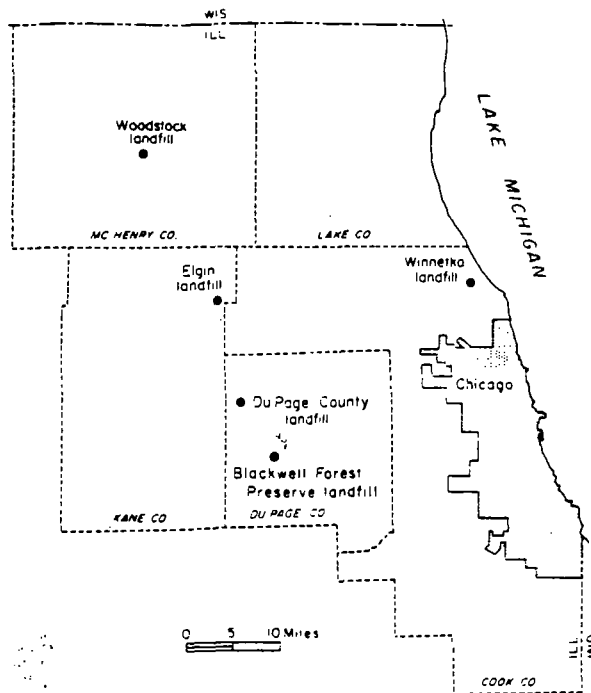 WIS
ILL
Woodstock
landfill
LAKE MICHIGAN
MC HENRY CO.
LAKE CO
Elgin
landfill
Winnetka
landfill
Chicago
Du Page County
landfill
Blackwell Forest
Preserve landfill
KANE CO
DU PAGE CO
0 5 10 Miles
ILL
COOK CO